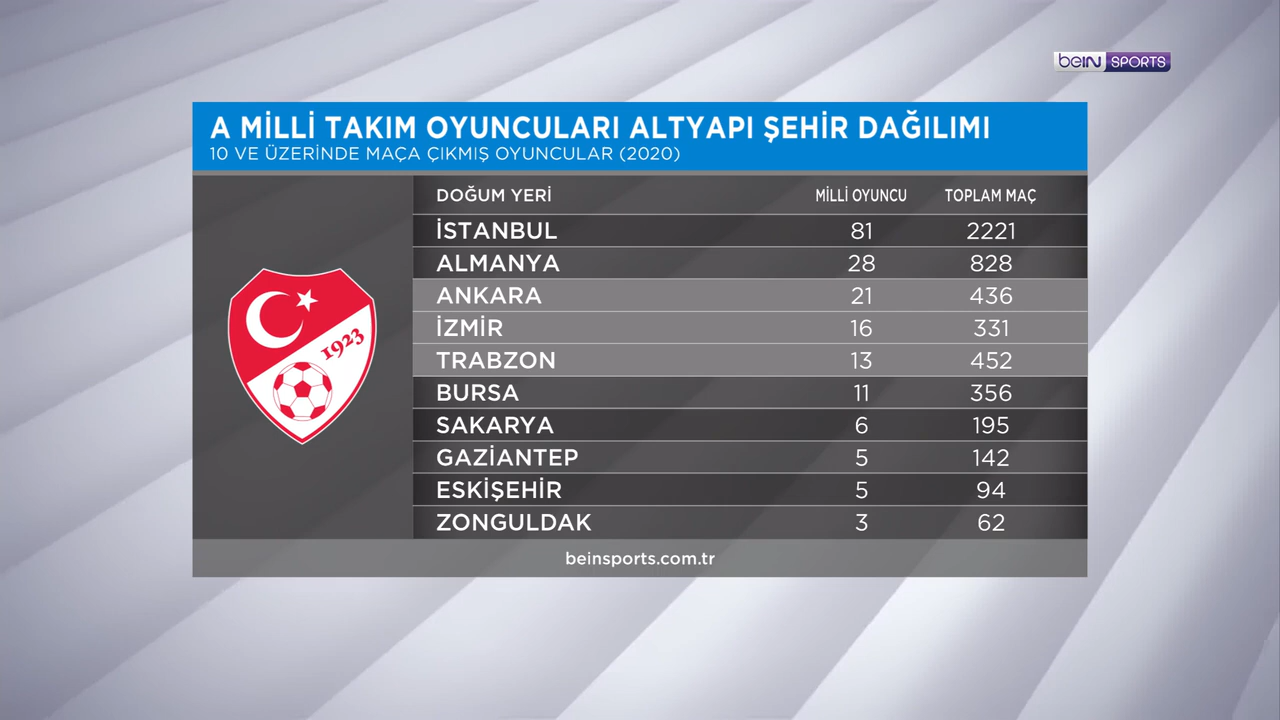 beIN SPORTS
A MİLLİ TAKIM OYUNCULARI ALTYAPI ŞEHİR DAĞILIMI
10 VE ÜZERİNDE MAÇA ÇIKMIŞ OYUNCULAR (2020)
DOĞUM YERİ MİLLİ OYUNCU TOPLAM MAÇ
İSTANBUL 81 2221
ALMANYA 28 828
ANKARA 21 436
İZMİR 16 331
TRABZON 13 452
BURSA 11 356
SAKARYA 6 195
GAZİANTEP 5 142
ESKİŞEHİR 5 94
ZONGULDAK 3 62
1923
beinsports.com.tr